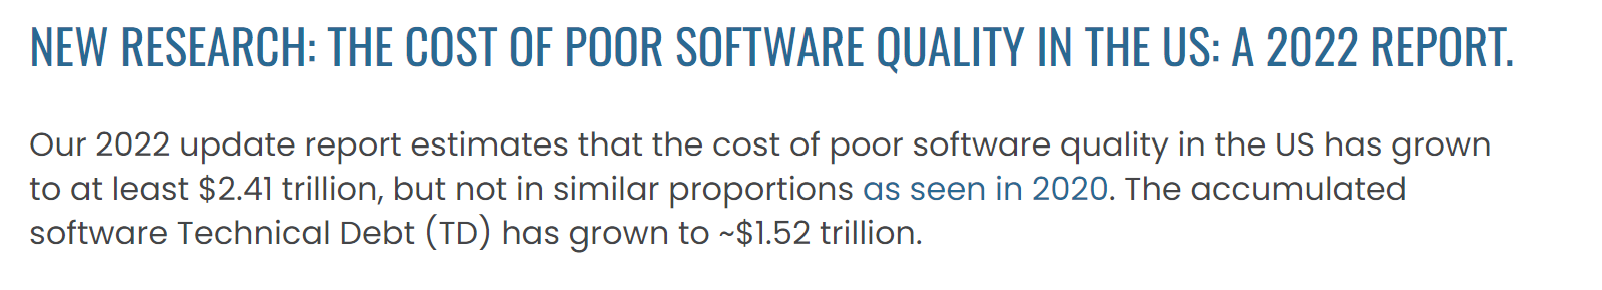 NEW RESEARCH: THE COST OF POOR SOFTWARE QUALITY IN THE US: A 2022 REPORT.
Our 2022 update report estimates that the cost of poor software quality in the US has grown
to at least $2.41 trillion, but not in similar proportions as seen in 2020. The accumulated
software Technical Debt (TD) has grown to ~$1.52 trillion.